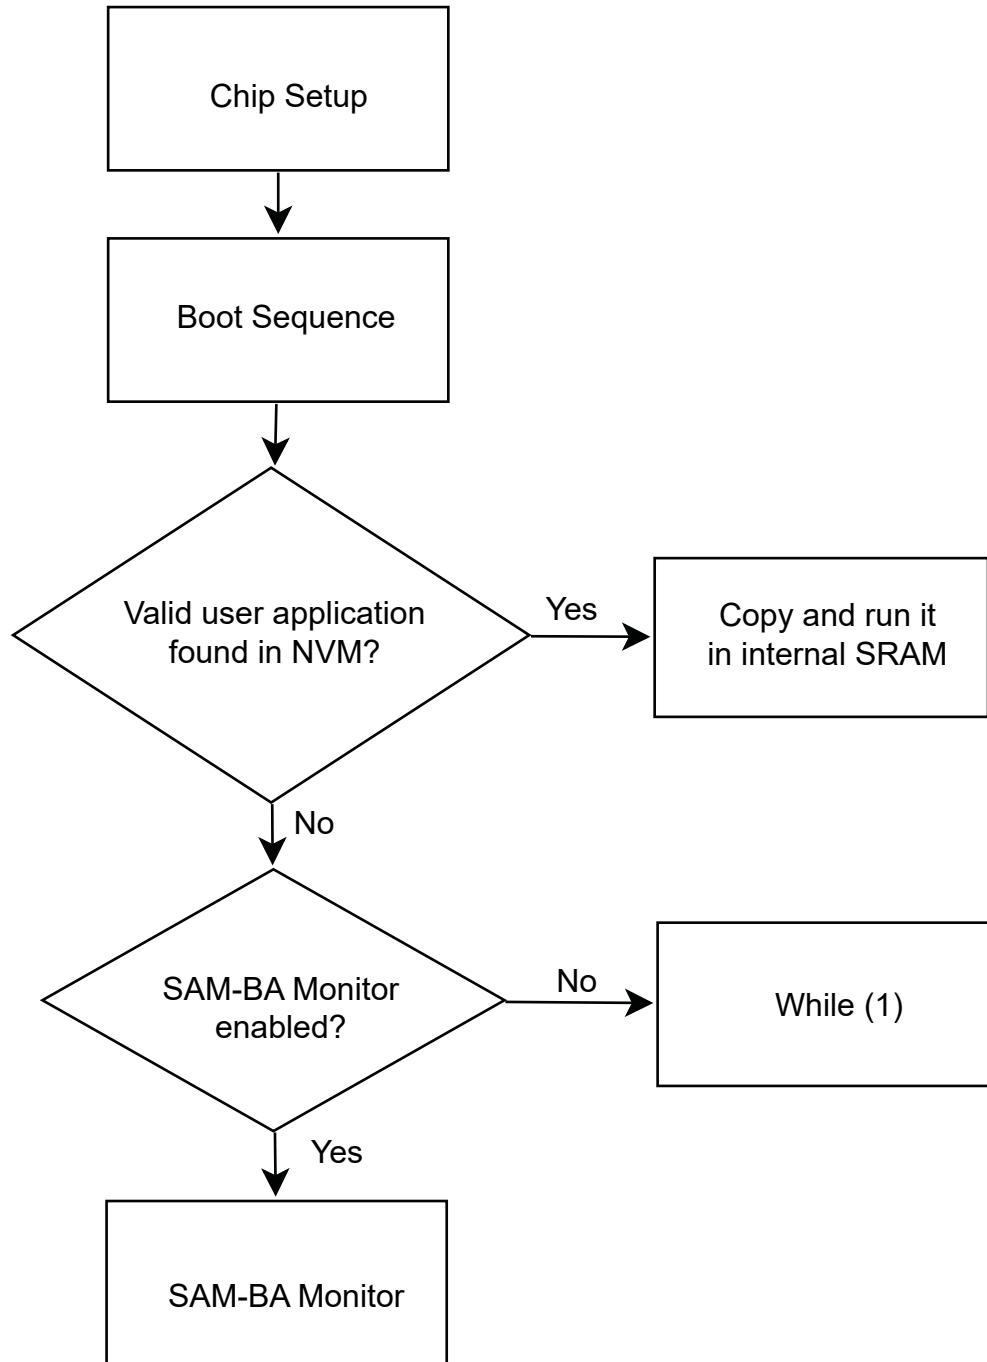 Chip Setup
Boot Sequence
Valid user application
found in NVM?
Yes
Copy and run it
in internal SRAM
No
SAM-BA Monitor
enabled?
No
While (1)
Yes
SAM-BA Monitor